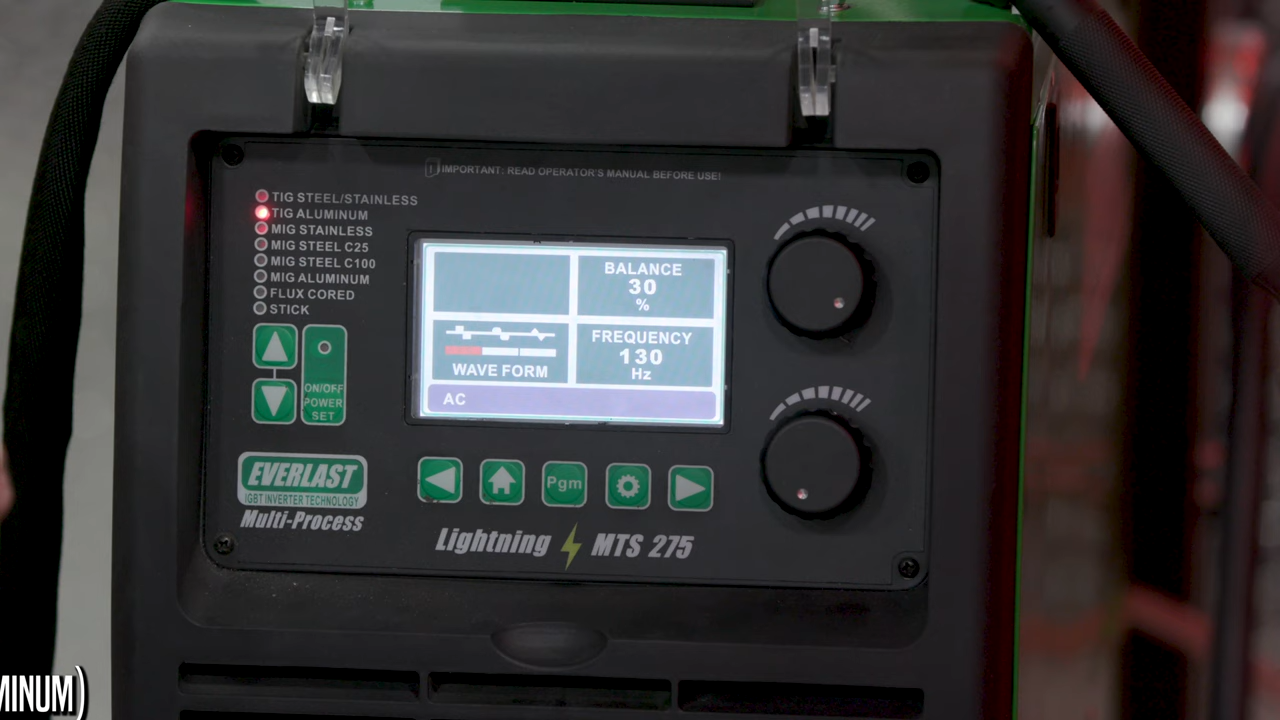 ! IMPORTANT: READ OPERATOR'S MANUAL BEFORE USE!
TIG STEEL/STAINLESS
TIG ALUMINUM
MIG STAINLESS
MIG STEEL C25
MIG STEEL C100
MIG ALUMINUM
FLUX CORED
STICK
ON/OFF
POWER
SET
BALANCE
30
%
WAVE FORM
FREQUENCY
130
Hz
AC
Pgm
EVERLAST
IGBT INVERTER TECHNOLOGY
Multi-Process
Lightning MTS 275
MINUM)